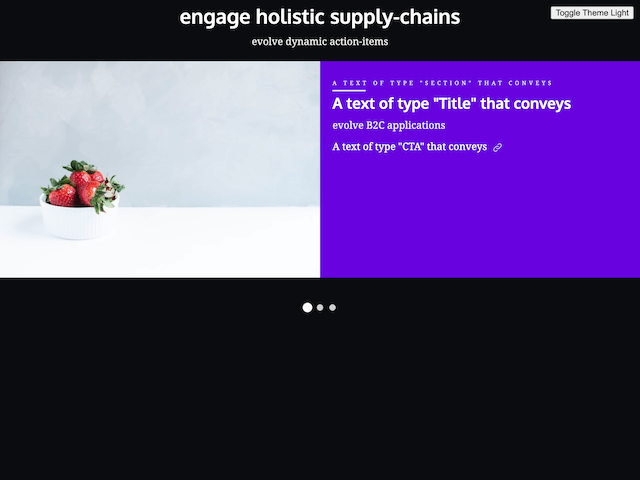 engage holistic supply-chains
Toggle Theme Light
evolve dynamic action-items
A TEXT OF TYPE "SECTION" THAT CONVEYS
A text of type "Title" that conveys
evolve B2C applications
A text of type "CTA" that conveys